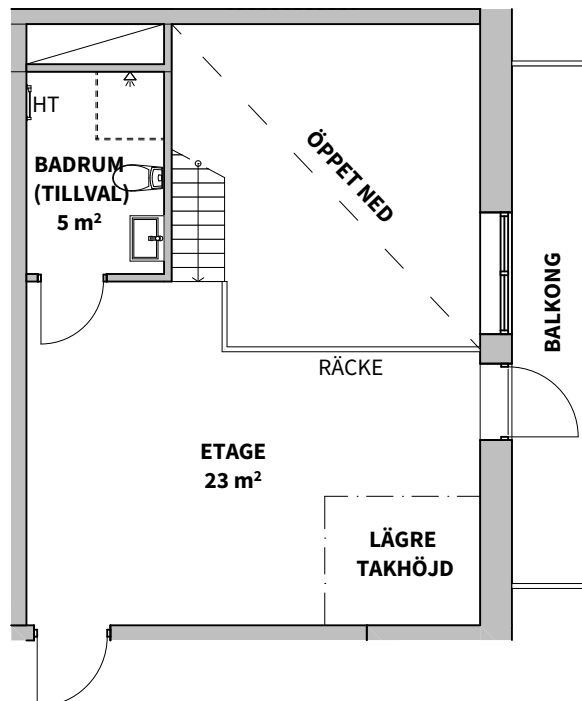 HT
BADRUM
(TILLVAL)
5 m²
ÖPPET NED
BALKONG
RÄCKE
ETAGE
23 m²
LÄGRE
TAKHÖJD